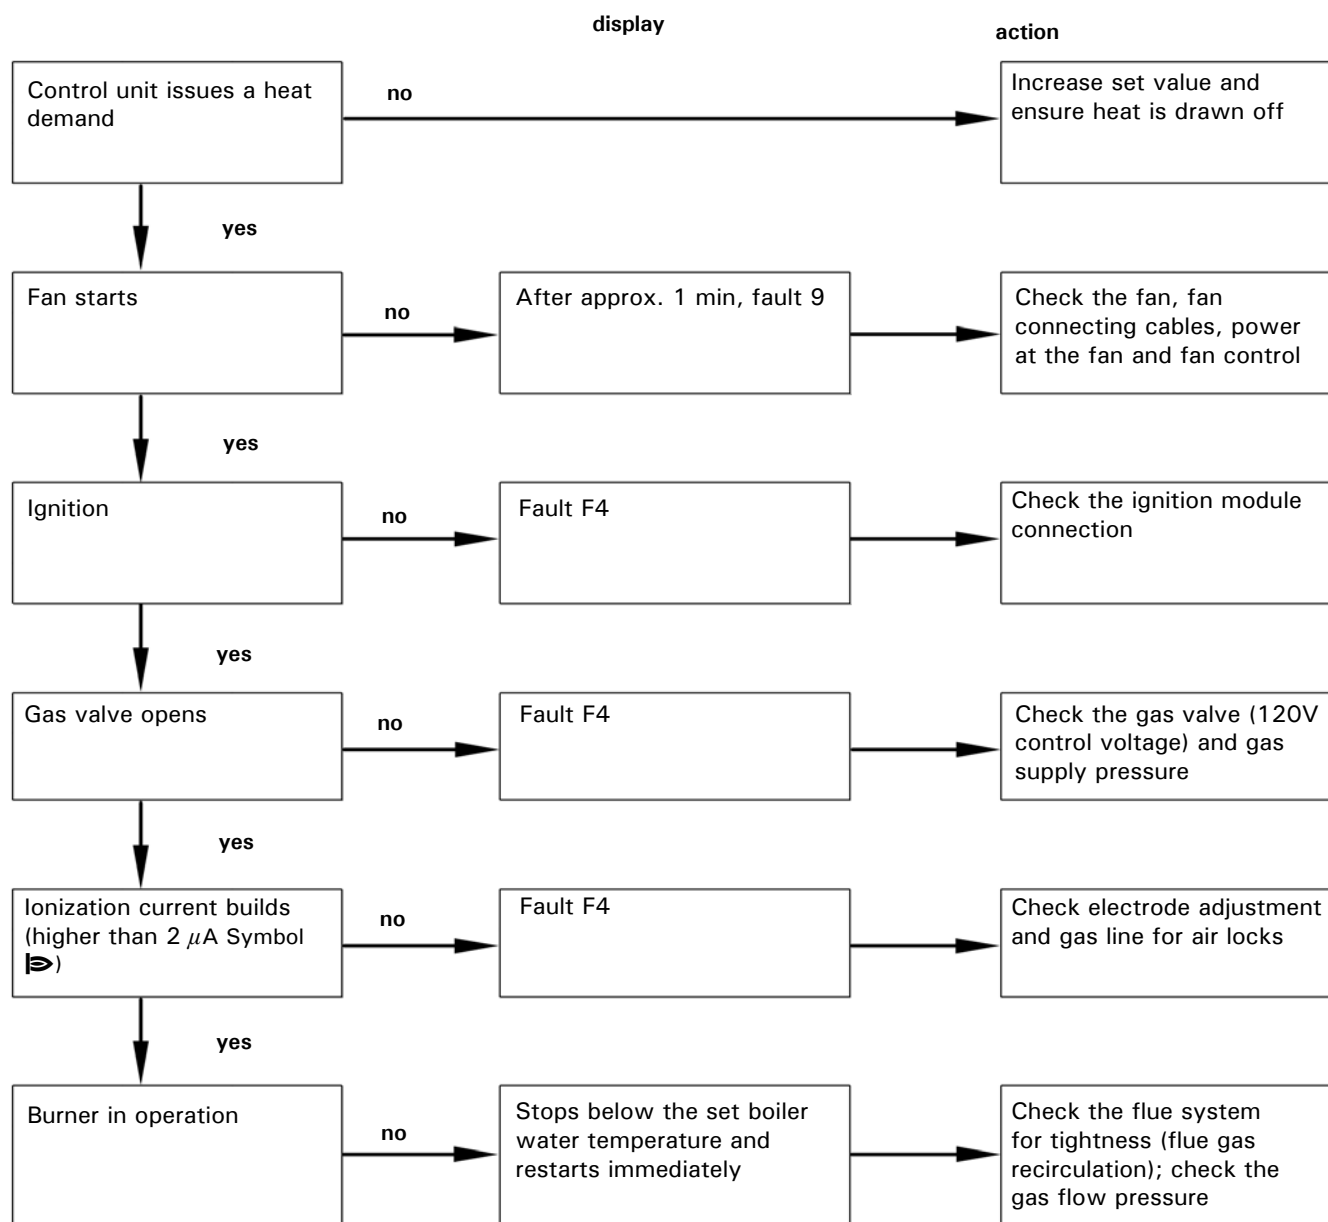 display
action
Control unit issues a heat
demand
no
Increase set value and
ensure heat is drawn off
yes
Fan starts
no
After approx. 1 min, fault 9
Check the fan, fan
connecting cables, power
at the fan and fan control
yes
Ignition
no
Fault F4
Check the ignition module
connection
yes
Gas valve opens
no
Fault F4
Check the gas valve (120V
control voltage) and gas
supply pressure
yes
Ionization current builds
(higher than 2 μA Symbol
)
no
Fault F4
Check electrode adjustment
and gas line for air locks
yes
Burner in operation
no
Stops below the set boiler
water temperature and
restarts immediately
Check the flue system
for tightness (flue gas
recirculation); check the
gas flow pressure